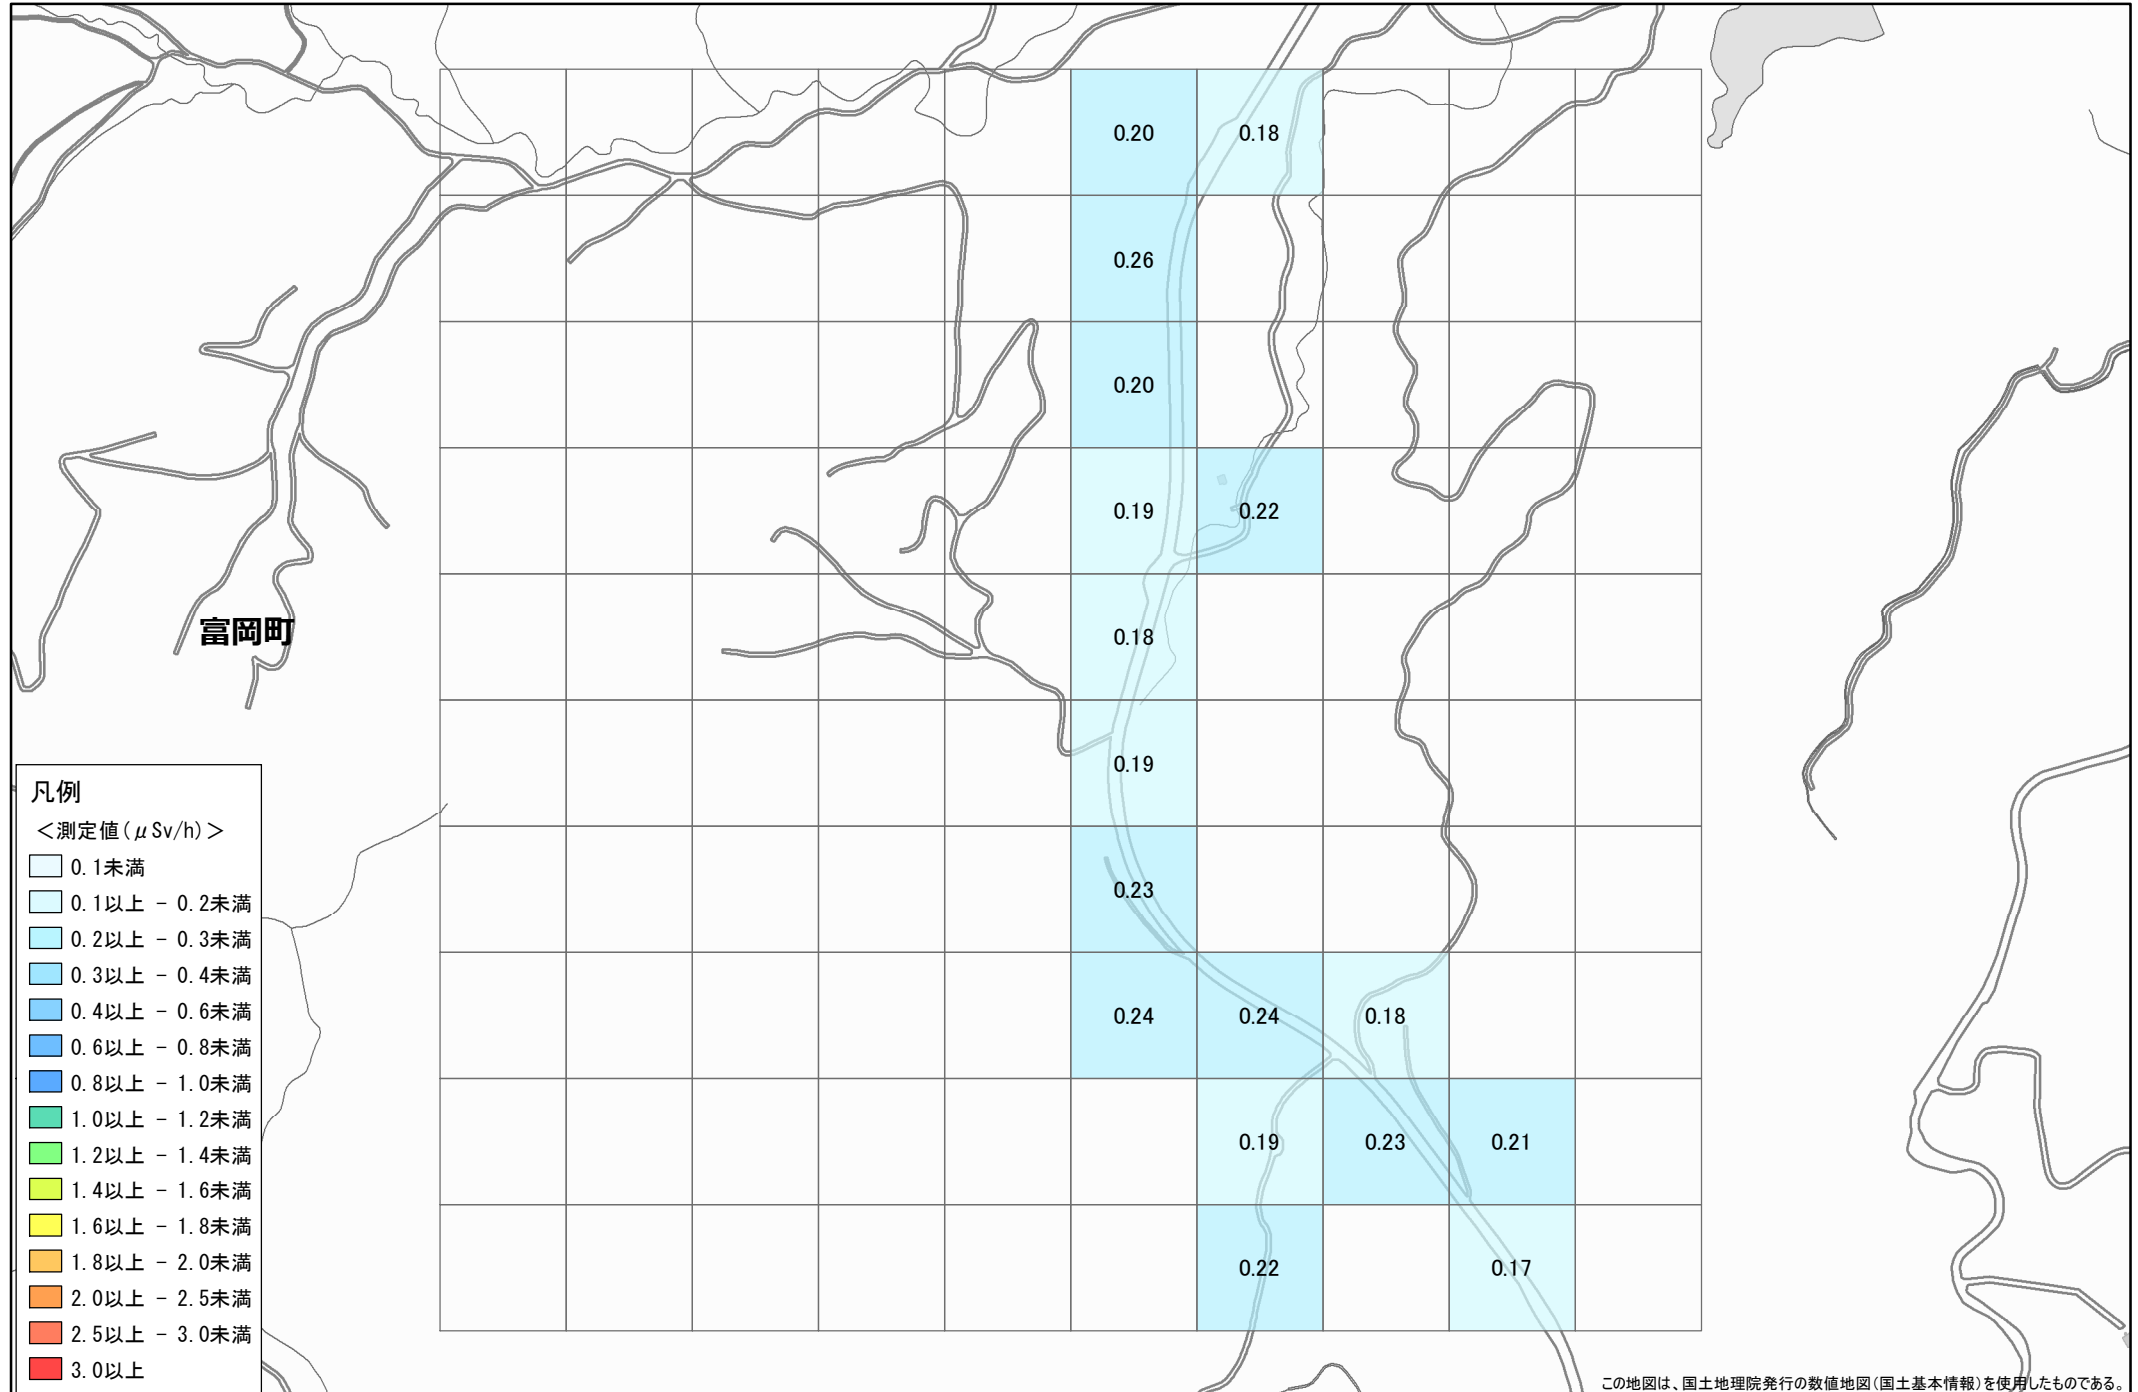 0.20 0.18
0.26
0.20
0.19 0.22
富岡町
0.18
0.19
凡例
＜測定値(μSv/h)＞
0.1未満
0.1以上 - 0.2未満
0.2以上 - 0.3未満
0.3以上 - 0.4未満
0.4以上 - 0.6未満
0.6以上 - 0.8未満
0.8以上 - 1.0未満
1.0以上 - 1.2未満
1.2以上 - 1.4未満
1.4以上 - 1.6未満
1.6以上 - 1.8未満
1.8以上 - 2.0未満
2.0以上 - 2.5未満
2.5以上 - 3.0未満
3.0以上
0.23
0.24 0.24 0.18
0.19 0.23 0.21
0.22 0.17
この地図は、国土地理院発行の数値地図(国土基本情報)を使用したものである。